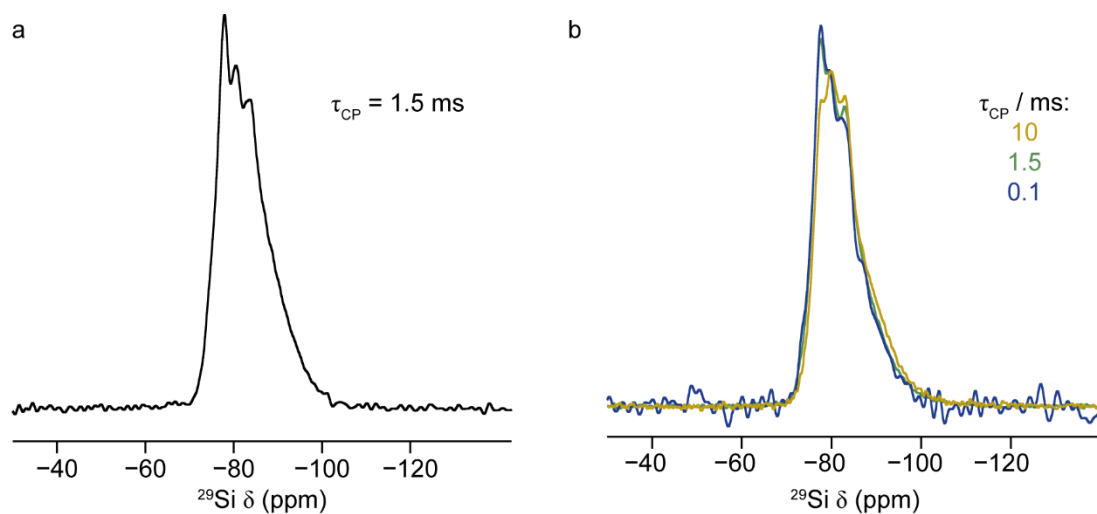 a
τCP = 1.5 ms
−40 −60 −80 −100 −120
²⁹Si δ (ppm)
b
τCP / ms:
10
1.5
0.1
−40 −60 −80 −100 −120
²⁹Si δ (ppm)